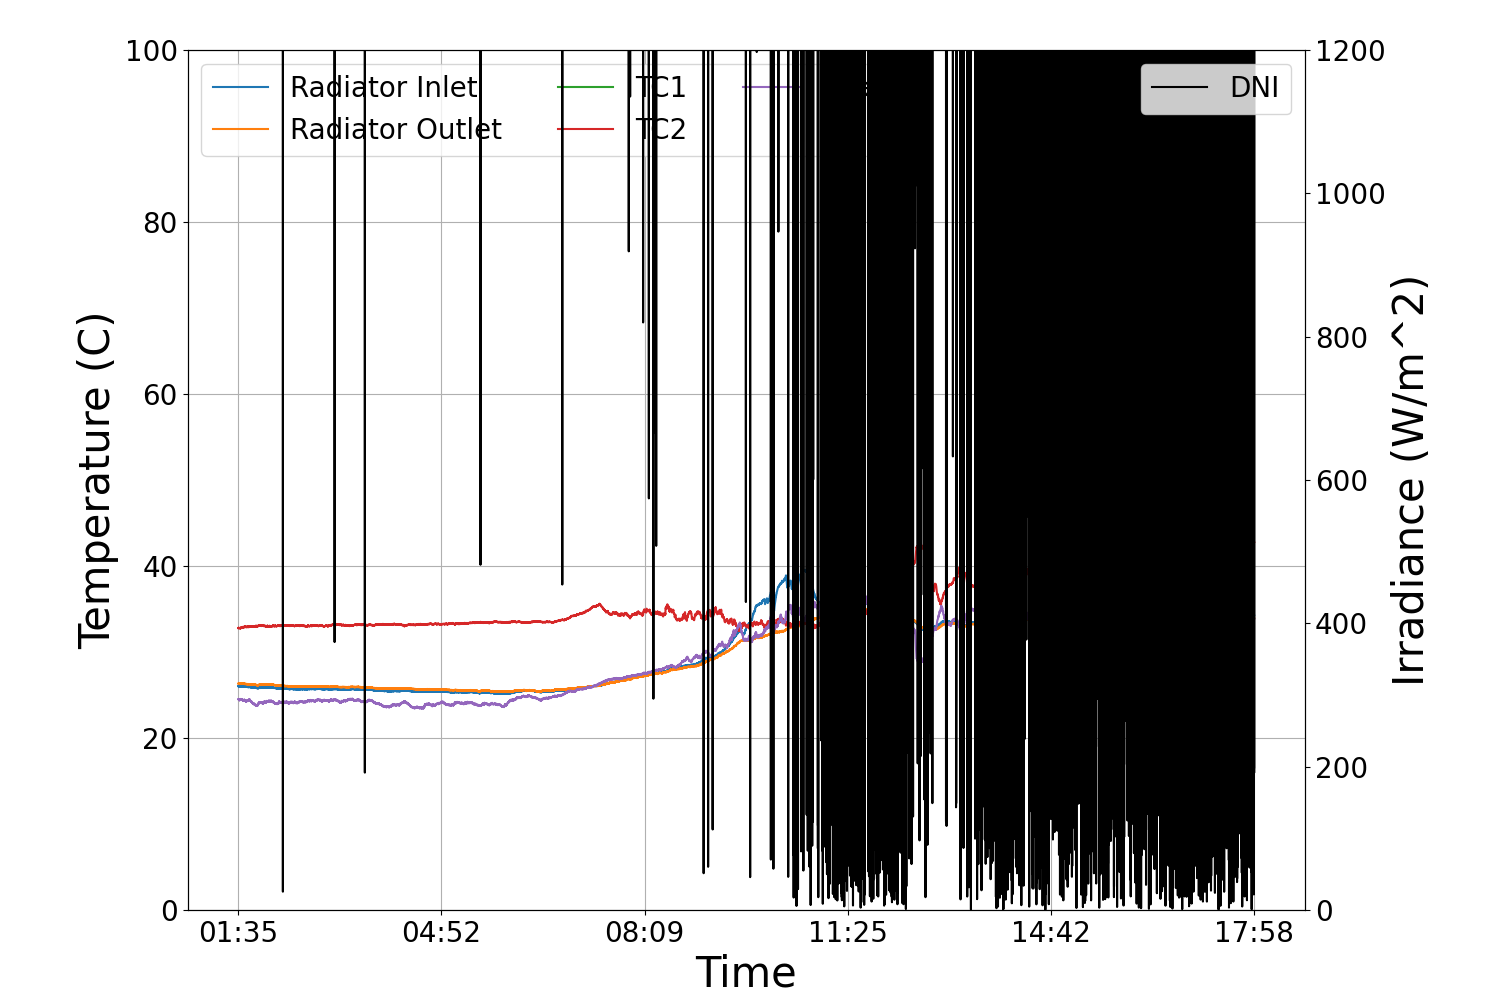 100
80
60
40
20
0
Temperature (C)
Radiator Inlet
Radiator Outlet
TC1
TC2
DNI
1200
1000
800
600
400
200
0
Irradiance (W/m^2)
01:35 04:52 08:09 11:25 14:42 17:58
Time